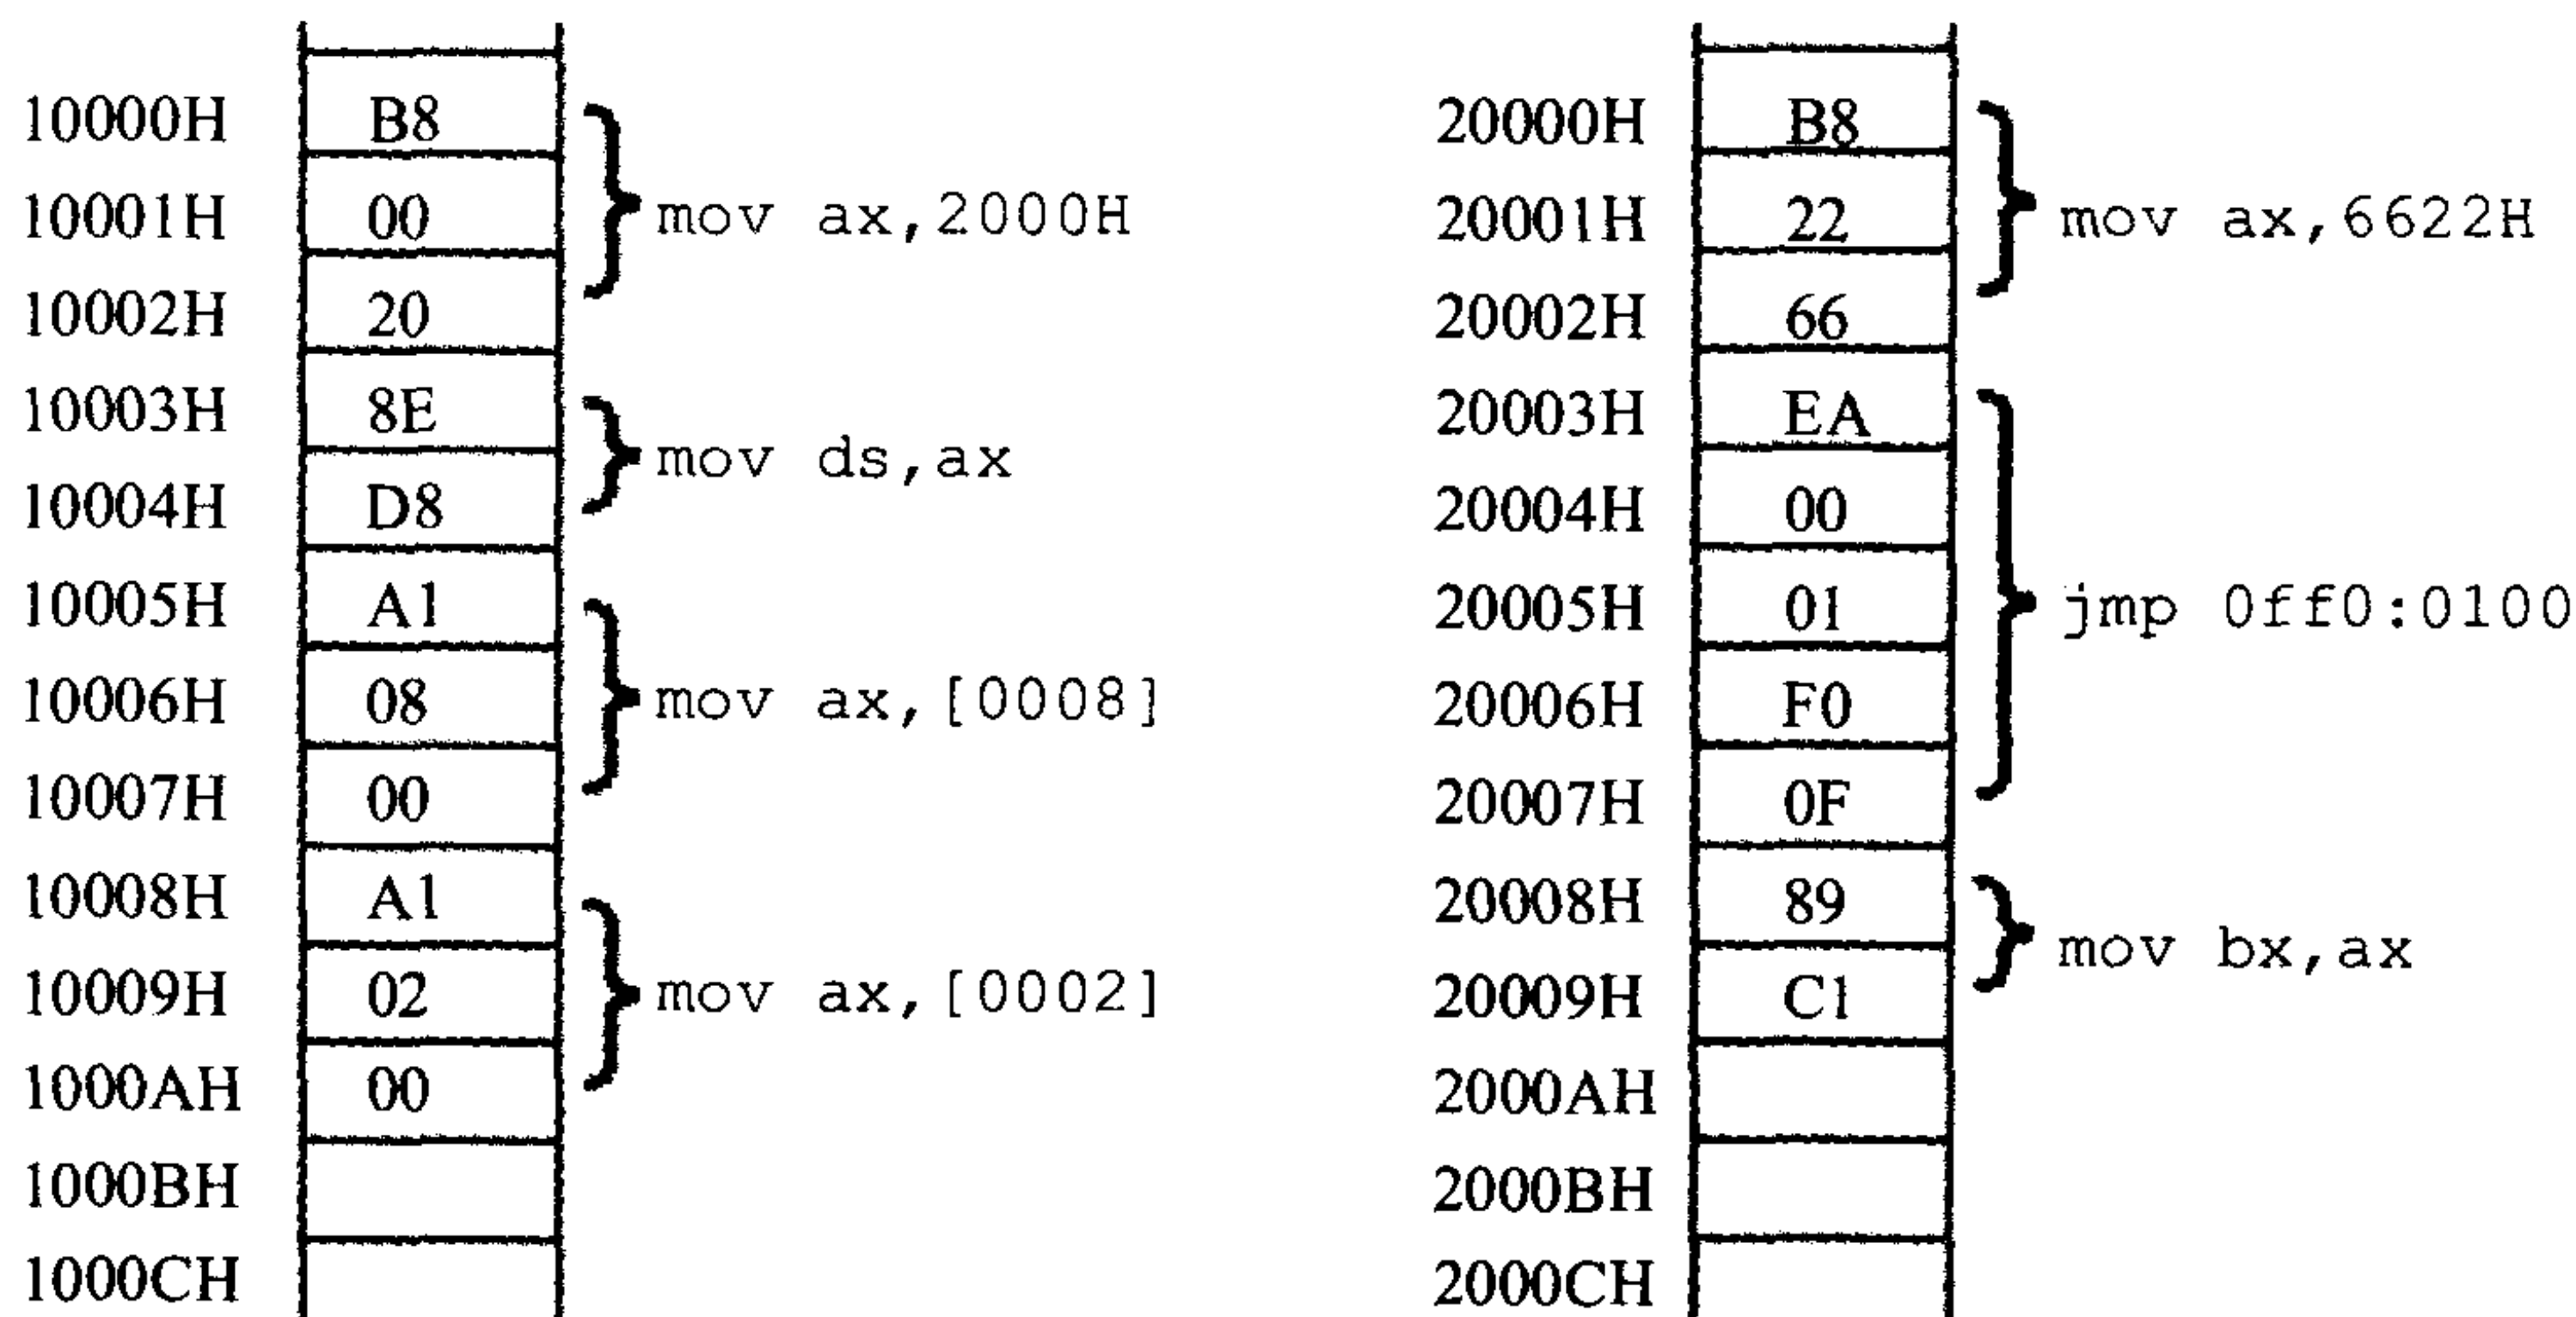 10000H B8
10001H 00 mov ax,2000H
10002H 20
10003H 8E
mov ds,ax
10004H D8
10005H A1
10006H 08 mov ax,[0008]
10007H 00
10008H A1
10009H 02 mov ax,[0002]
1000AH 00
1000BH
1000CH
20000H B8
20001H 22 mov ax,6622H
20002H 66
20003H EA
20004H 00
20005H 01 jmp 0ff0:0100
20006H F0
20007H 0F
20008H 89
mov bx,ax
20009H C1
2000AH
2000BH
2000CH